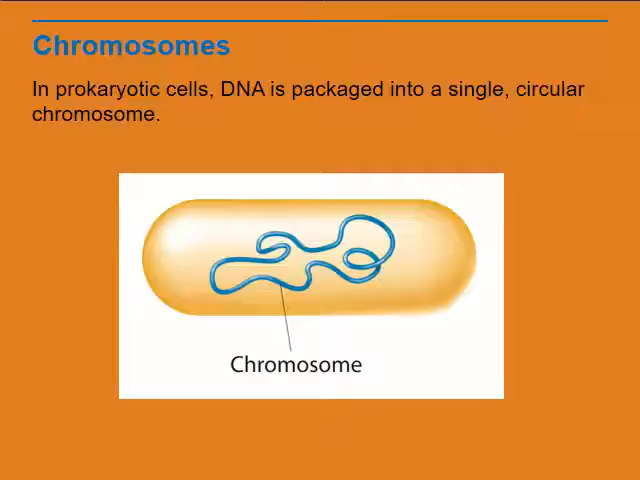 Chromosomes
In prokaryotic cells, DNA is packaged into a single, circular
chromosome.
Chromosome